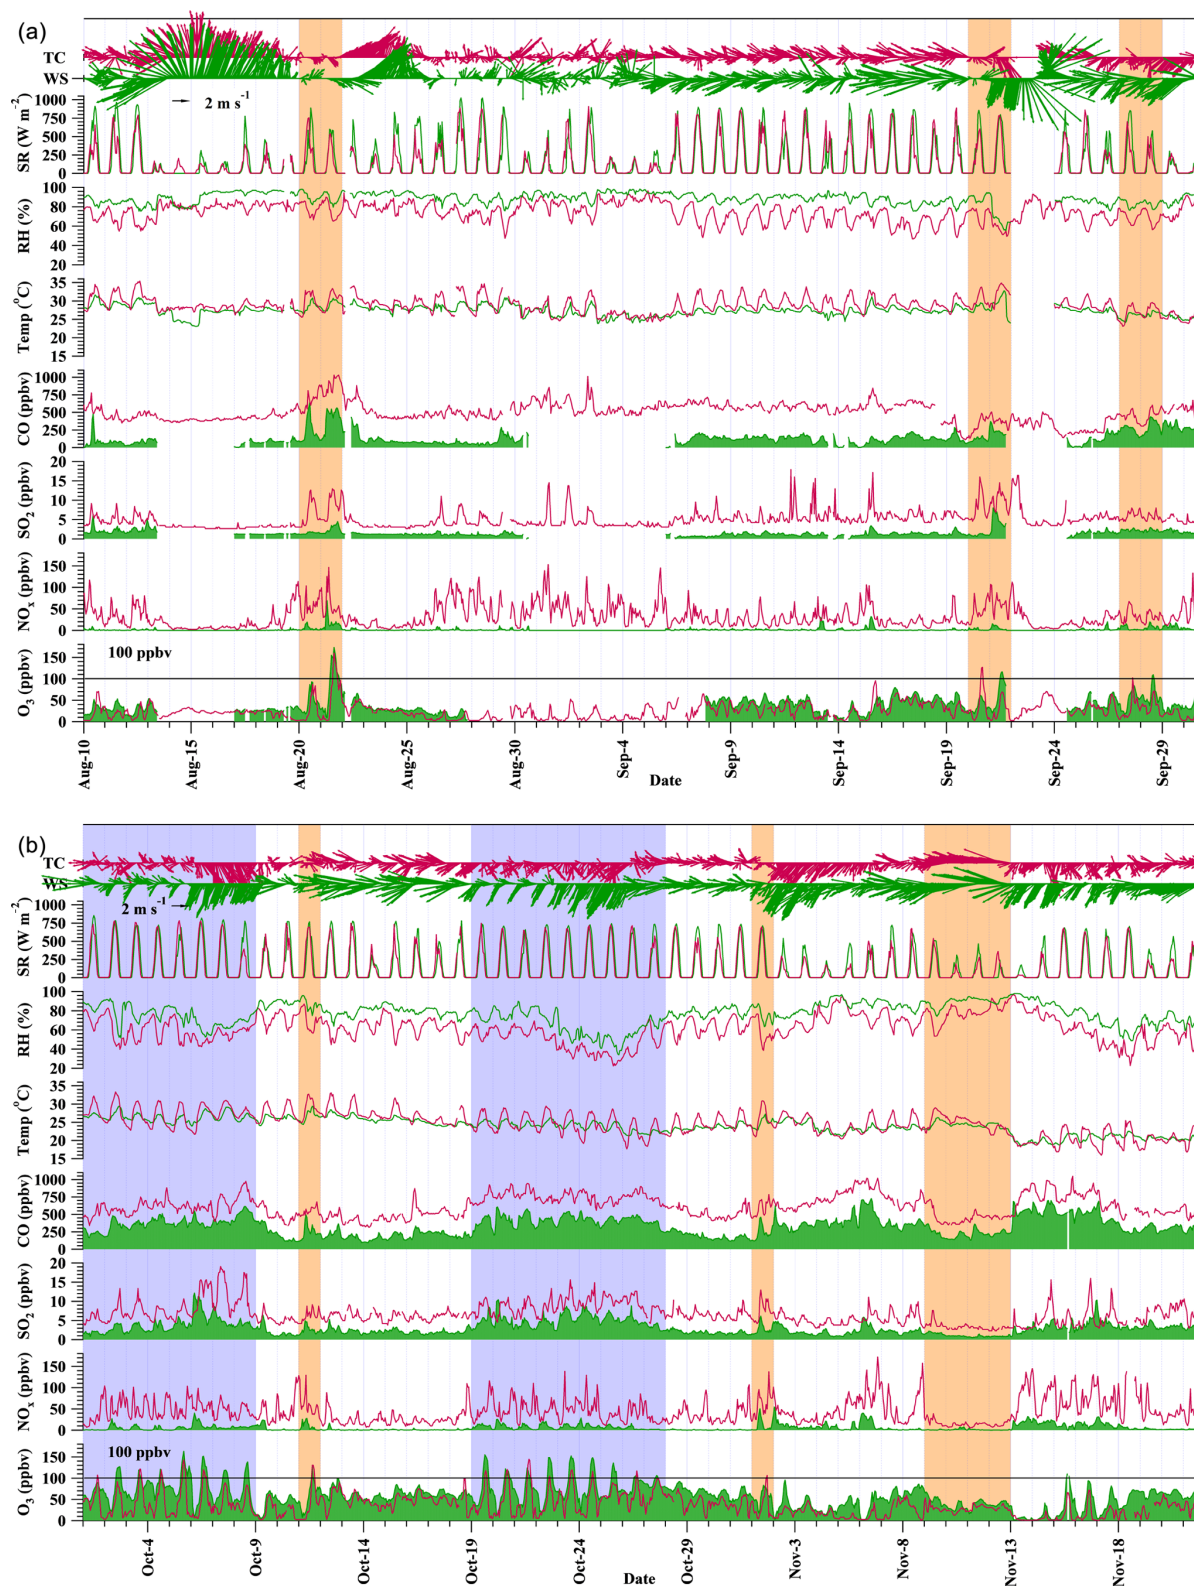 (a)
TC
WS
2 m s⁻¹
SR (W m⁻²)
1000
750
500
250
0
RH (%)
100
80
60
40
20
Temp (°C)
35
30
25
20
15
CO (ppbv)
1000
750
500
250
0
SO₂ (ppbv)
20
15
10
5
0
NOₓ (ppbv)
150
100
50
0
100 ppbv
O₃ (ppbv)
150
100
50
0
Aug-10 Aug-15 Aug-20 Aug-25 Aug-30 Sep-4 Sep-9 Sep-14 Sep-19 Sep-24 Sep-29
Date
(b)
TC
WS
2 m s⁻¹
SR (W m⁻²)
1000
750
500
250
0
RH (%)
100
80
60
40
20
Temp (°C)
35
30
25
20
15
CO (ppbv)
1000
750
500
250
0
SO₂ (ppbv)
20
15
10
5
0
NOₓ (ppbv)
150
100
50
0
100 ppbv
O₃ (ppbv)
150
100
50
0
Oct-4 Oct-9 Oct-14 Oct-19 Oct-24 Oct-29 Nov-3 Nov-8 Nov-13 Nov-18
Date